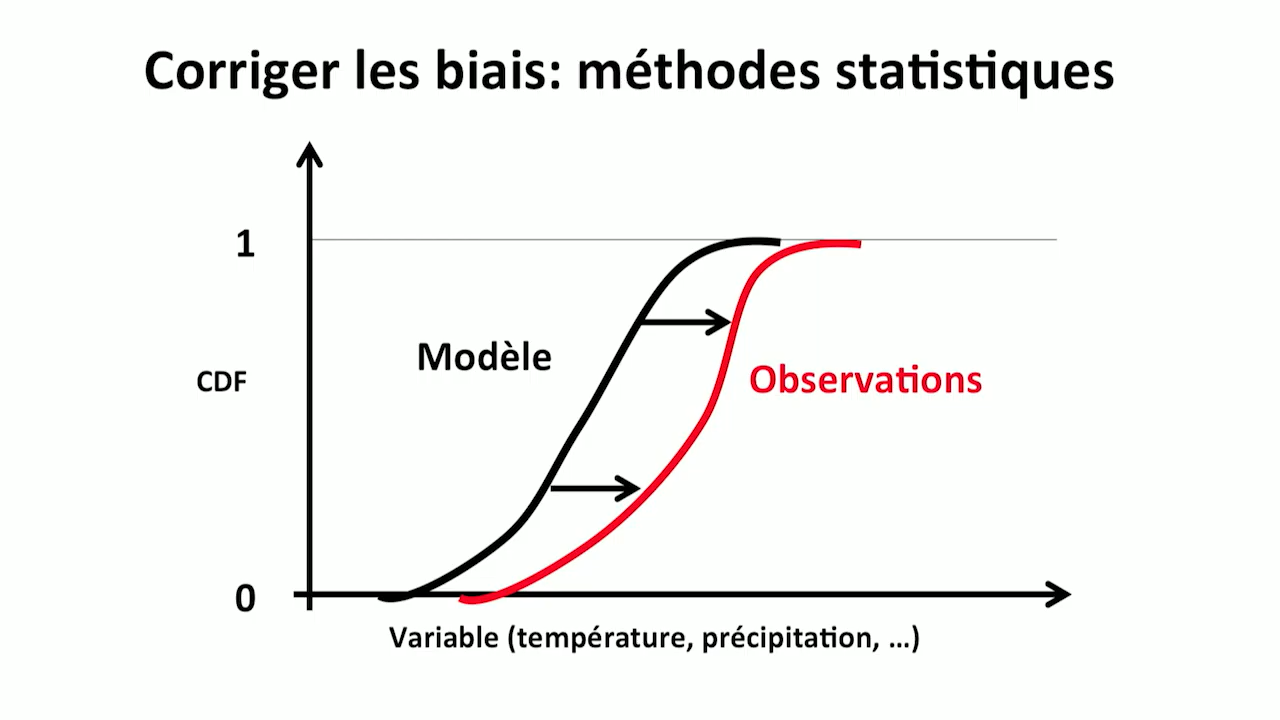 Corriger les biais: méthodes statistiques
1
Modèle
CDF
Observations
0
Variable (température, précipitation, ...)